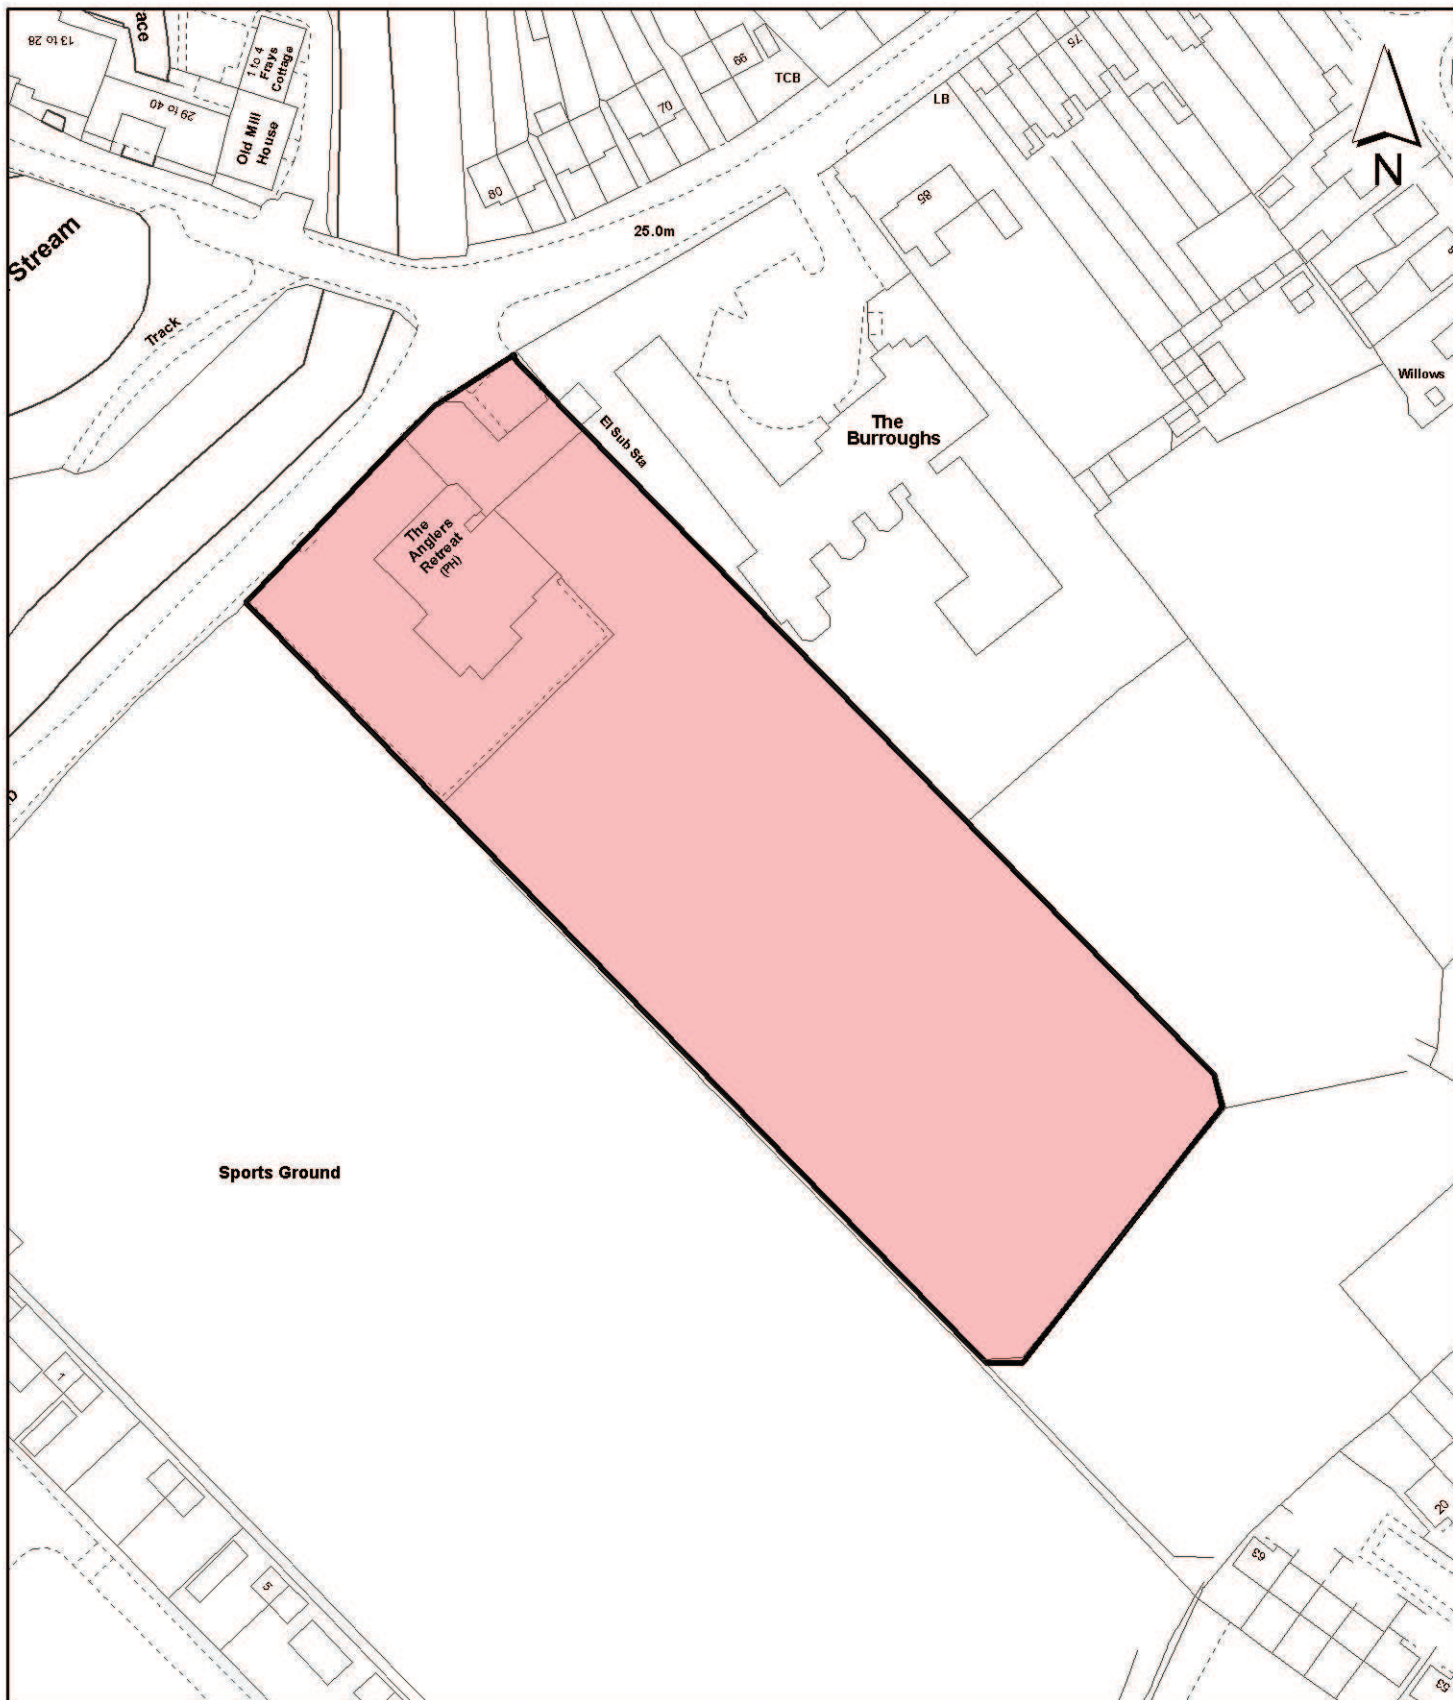 13 to 28
ace
1 to 4
Frays
Cottage
29 to 40
Old Mill
House
99
TCB
70
75
LB
N
80
85
25.0m
Stream
Track
Willows
The
Burroughs
El Sub Sta
The
Anglers
Retreat
(PH)
Sports Ground
1
5
20
63